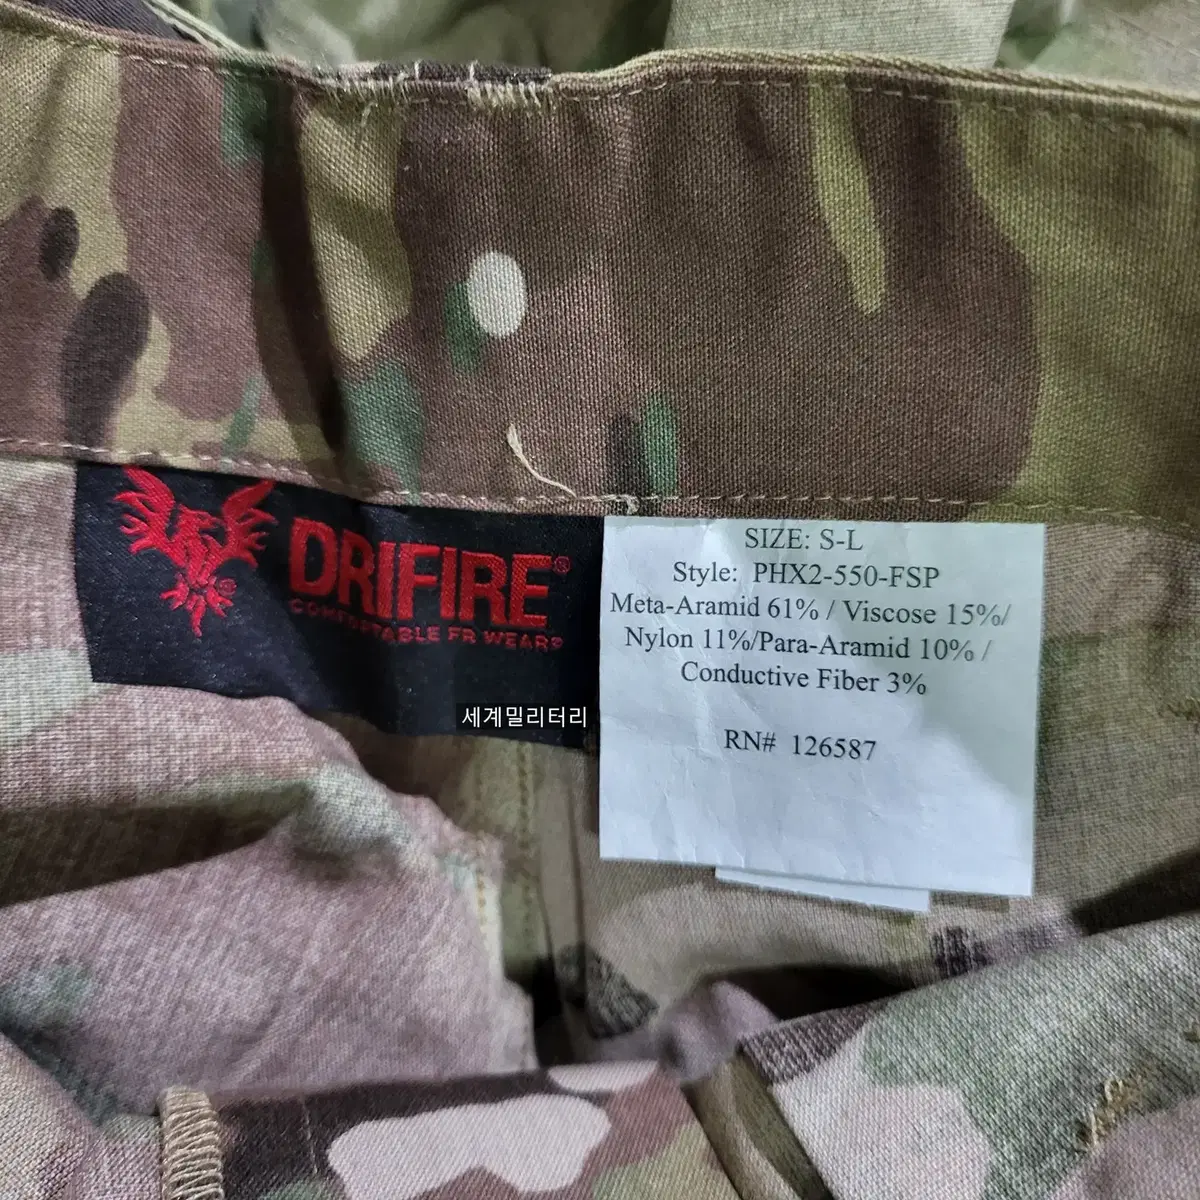 DRIFIRE®
COMFORTABLE FR WEAR®
세계밀리터리
SIZE: S-L
Style: PHX2-550-FSP
Meta-Aramid 61% / Viscose 15%/
Nylon 11%/Para-Aramid 10% /
Conductive Fiber 3%
RN# 126587